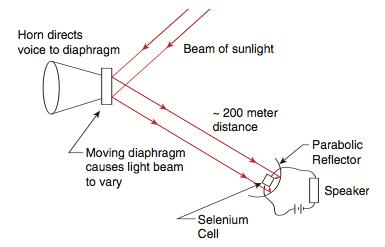 Horn directs
voice to diaphragm
Beam of sunlight
~ 200 meter
distance
Moving diaphragm
causes light beam
to vary
Parabolic
Reflector
Speaker
Selenium
Cell